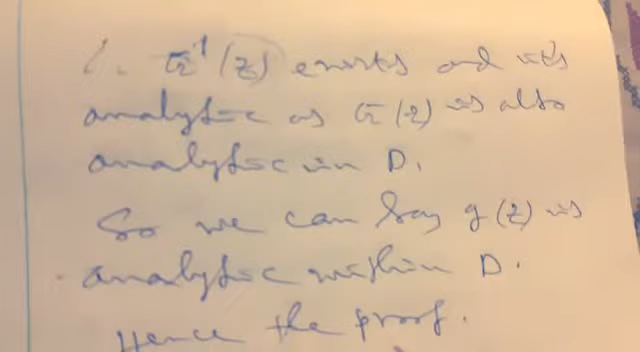 ∴ G'(z) exists and it's
analytic as G(z) is also
analytic in D.
So we can say g(z) is
analytic within D.
Hence the proof.